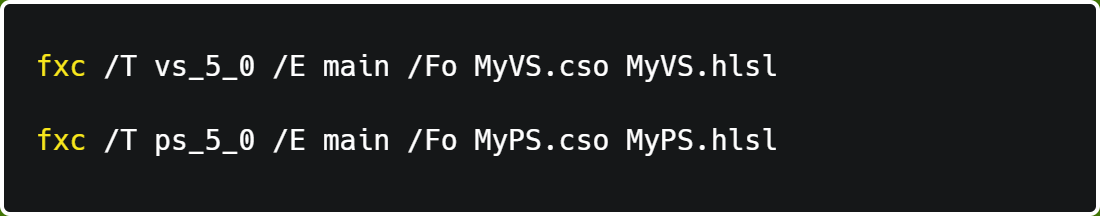 fxc /T vs_5_0 /E main /Fo MyVS.cso MyVS.hlsl
fxc /T ps_5_0 /E main /Fo MyPS.cso MyPS.hlsl